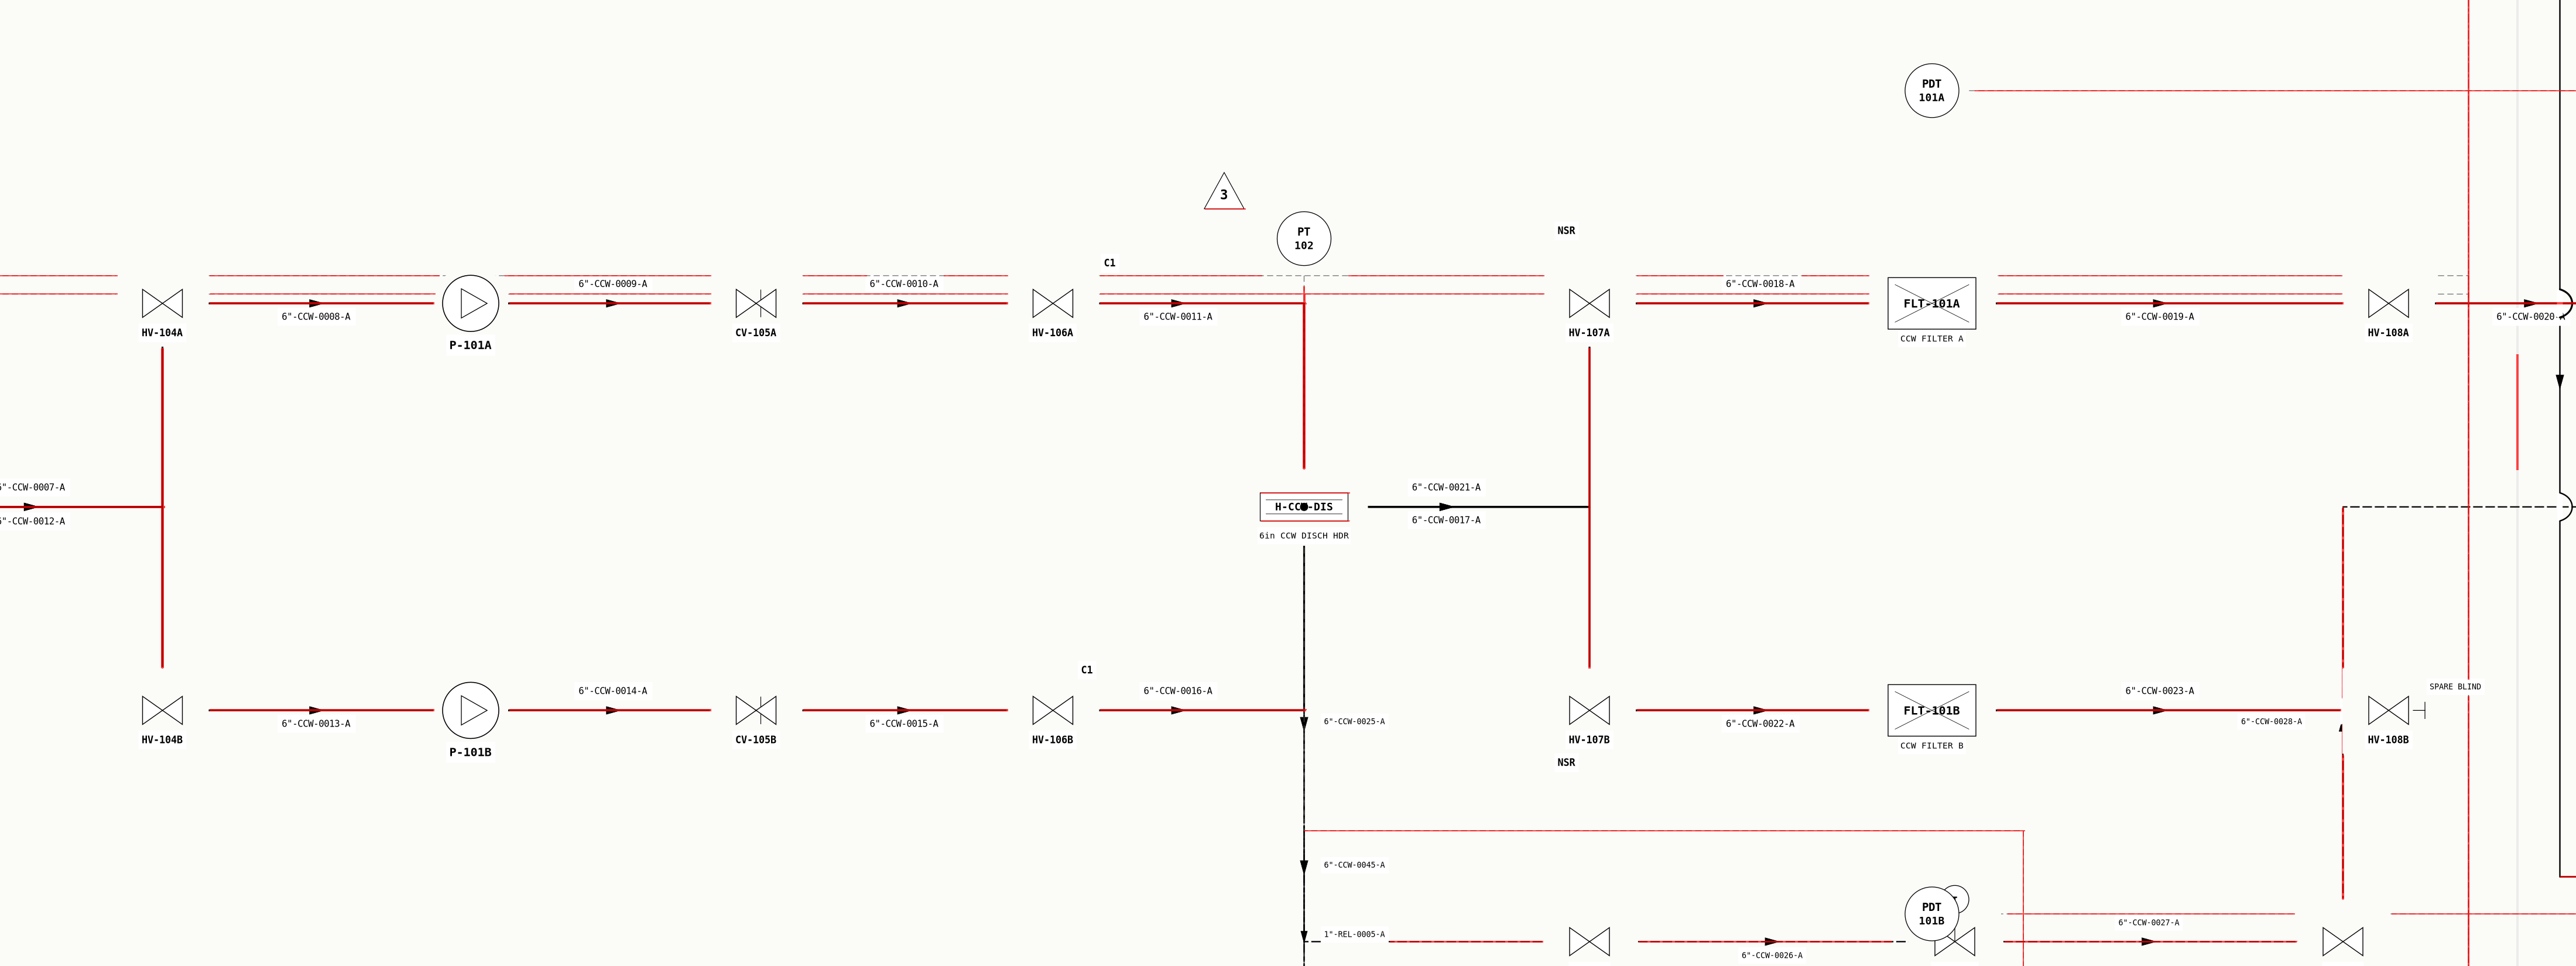 PDT
101A
3
PT
102
NSR
C1
6"-CCW-0009-A
6"-CCW-0010-A
6"-CCW-0018-A
FLT-101A
6"-CCW-0008-A
6"-CCW-0011-A
6"-CCW-0019-A
6"-CCW-0020-A
HV-104A
P-101A
CV-105A
HV-106A
HV-107A
CCW FILTER A
HV-108A
6"-CCW-0007-A
6"-CCW-0021-A
H-CCW-DIS
6"-CCW-0012-A
6"-CCW-0017-A
6in CCW DISCH HDR
C1
SPARE BLIND
6"-CCW-0014-A
6"-CCW-0016-A
6"-CCW-0023-A
FLT-101B
6"-CCW-0013-A
6"-CCW-0015-A
6"-CCW-0025-A
6"-CCW-0022-A
6"-CCW-0028-A
HV-104B
P-101B
CV-105B
HV-106B
HV-107B
CCW FILTER B
HV-108B
NSR
6"-CCW-0045-A
PDT
101B
6"-CCW-0027-A
1"-REL-0005-A
6"-CCW-0026-A